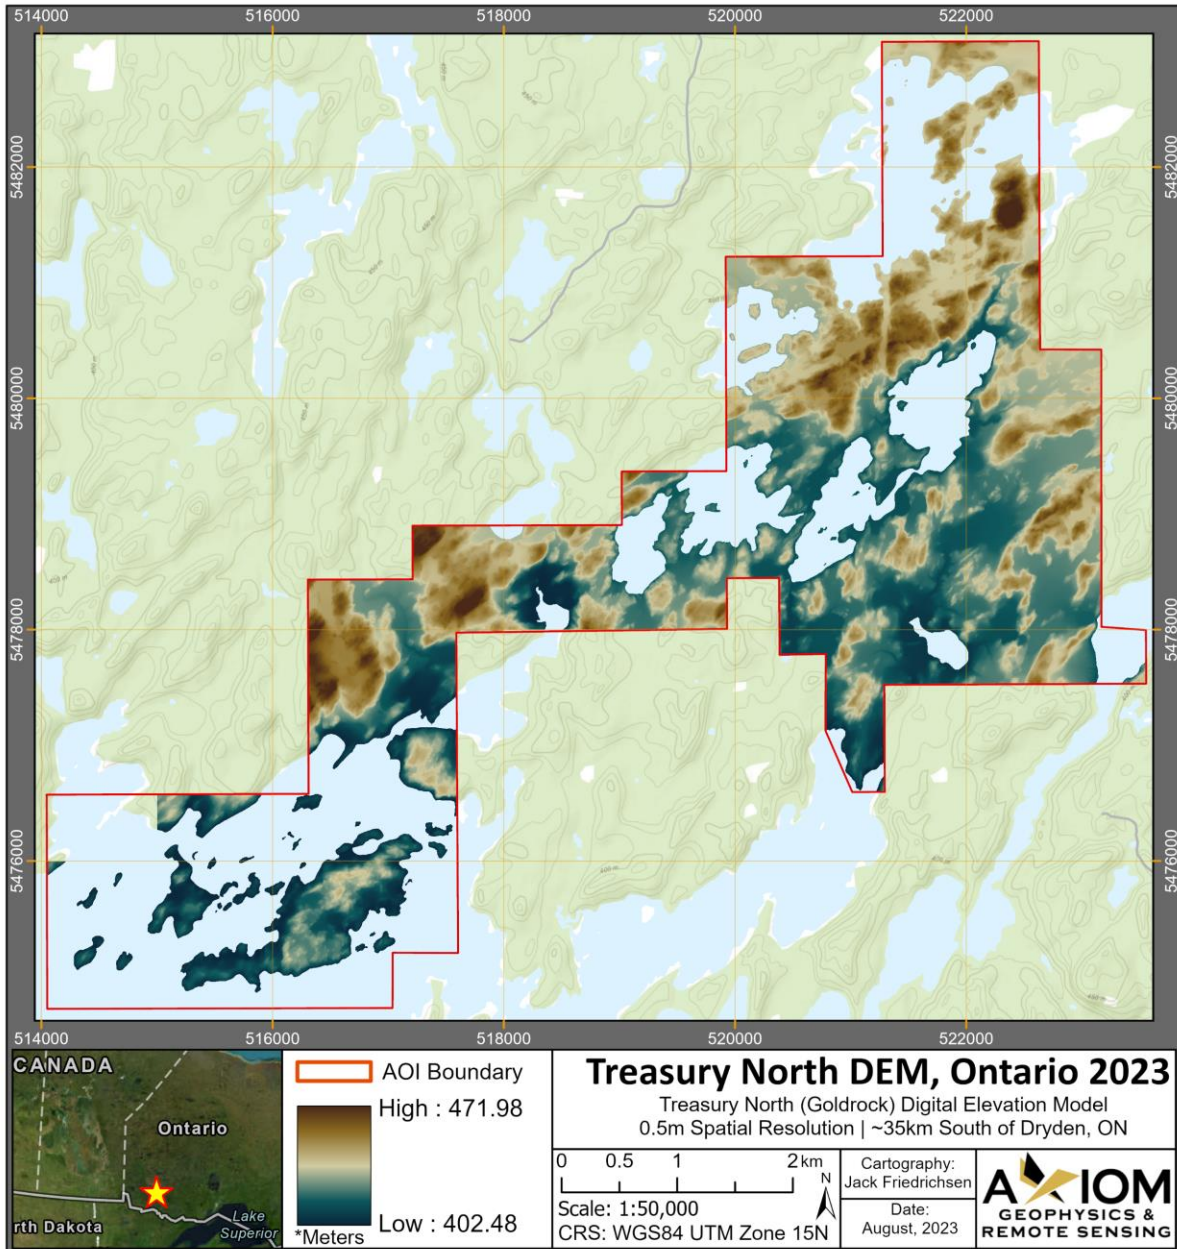 514000 516000 518000 520000 522000
5482000 5482000
5480000 5480000
5478000 5478000
5476000 5476000
514000 516000 518000 520000 522000
CANADA
Ontario
rth Dakota
Lake
Superior
AOI Boundary
High : 471.98
Low : 402.48
*Meters
Treasury North DEM, Ontario 2023
Treasury North (Goldrock) Digital Elevation Model
0.5m Spatial Resolution | ~35km South of Dryden, ON
0 0.5 1 2 km
N
Scale: 1:50,000
CRS: WGS84 UTM Zone 15N
Cartography:
Jack Friedrichsen
Date:
August, 2023
AXIOM
GEOPHYSICS &
REMOTE SENSING